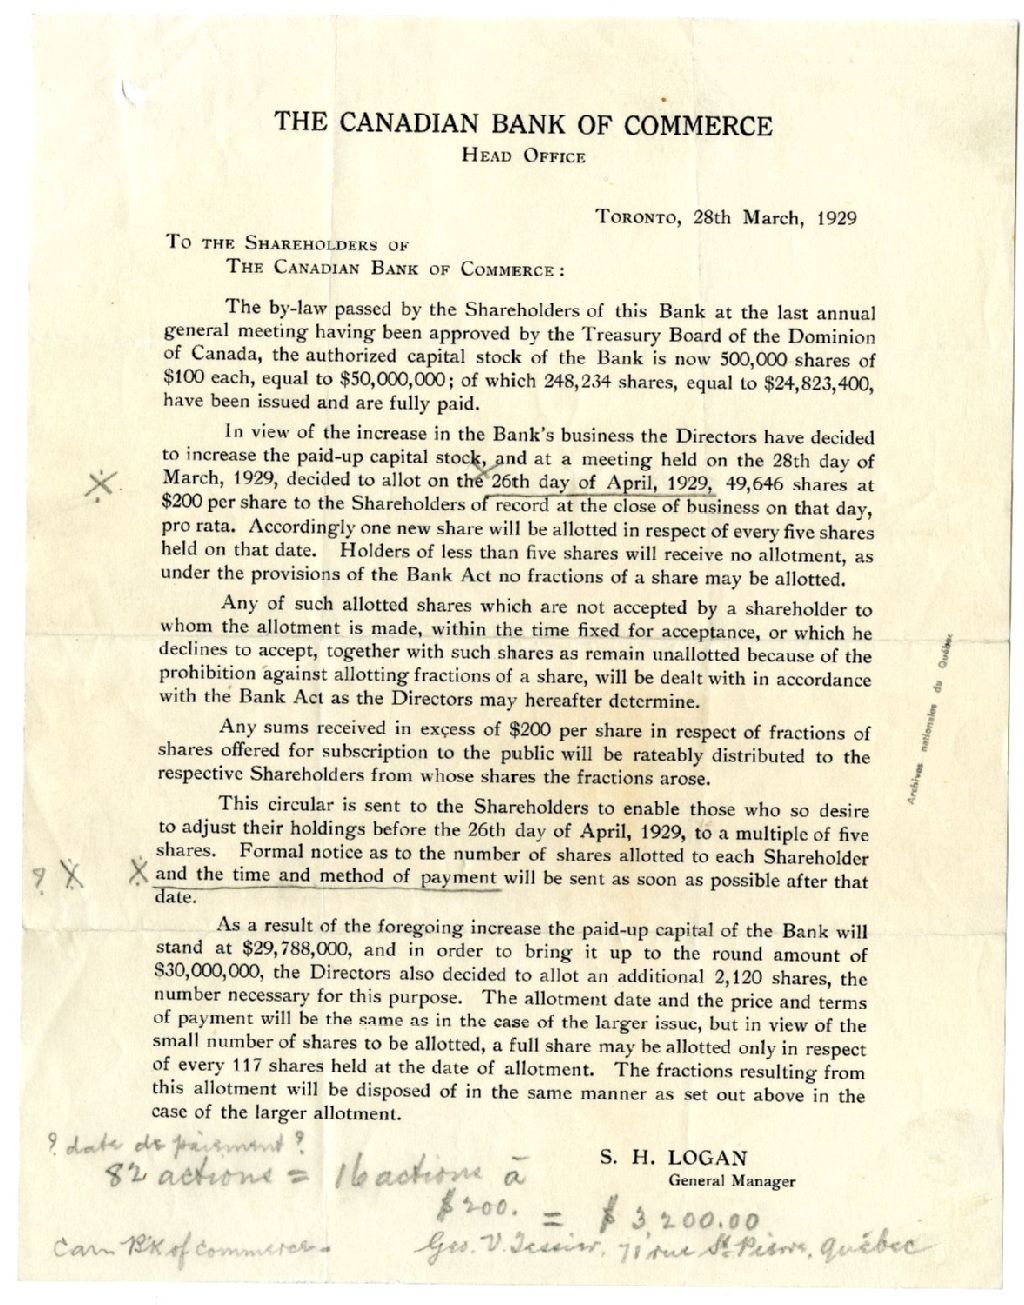 THE CANADIAN BANK OF COMMERCE
HEAD OFFICE
TORONTO, 28th March, 1929
TO THE SHAREHOLDERS OF
THE CANADIAN BANK OF COMMERCE:
The by-law passed by the Shareholders of this Bank at the last annual
general meeting having been approved by the Treasury Board of the Dominion
of Canada, the authorized capital stock of the Bank is now 500,000 shares of
$100 each, equal to $50,000,000; of which 248,234 shares, equal to $24,823,400,
have been issued and are fully paid.
In view of the increase in the Bank's business the Directors have decided
to increase the paid-up capital stock, and at a meeting held on the 28th day of
March, 1929, decided to allot on the 26th day of April, 1929, 49,646 shares at
$200 per share to the Shareholders of record at the close of business on that day,
pro rata. Accordingly one new share will be allotted in respect of every five shares
held on that date. Holders of less than five shares will receive no allotment, as
under the provisions of the Bank Act no fractions of a share may be allotted.
Any of such allotted shares which are not accepted by a shareholder to
whom the allotment is made, within the time fixed for acceptance, or which he
declines to accept, together with such shares as remain unallotted because of the
prohibition against allotting fractions of a share, will be dealt with in accordance
with the Bank Act as the Directors may hereafter determine.
Any sums received in excess of $200 per share in respect of fractions of
shares offered for subscription to the public will be rateably distributed to the
respective Shareholders from whose shares the fractions arose.
This circular is sent to the Shareholders to enable those who so desire
to adjust their holdings before the 26th day of April, 1929, to a multiple of five
shares. Formal notice as to the number of shares allotted to each Shareholder
? X X and the time and method of payment will be sent as soon as possible after that
date.
As a result of the foregoing increase the paid-up capital of the Bank will
stand at $29,788,000, and in order to bring it up to the round amount of
$30,000,000, the Directors also decided to allot an additional 2,120 shares, the
number necessary for this purpose. The allotment date and the price and terms
of payment will be the same as in the case of the larger issue, but in view of the
small number of shares to be allotted, a full share may be allotted only in respect
of every 117 shares held at the date of allotment. The fractions resulting from
this allotment will be disposed of in the same manner as set out above in the
case of the larger allotment.
S. H. LOGAN
General Manager
? date de paiement ?
82 actions = 16 actions à
$200. = $3,200.00
Can B'k of Commerce.
Geo. V. Tessier, 71 rue St. Pierre, Québec
Archives nationales du Québec